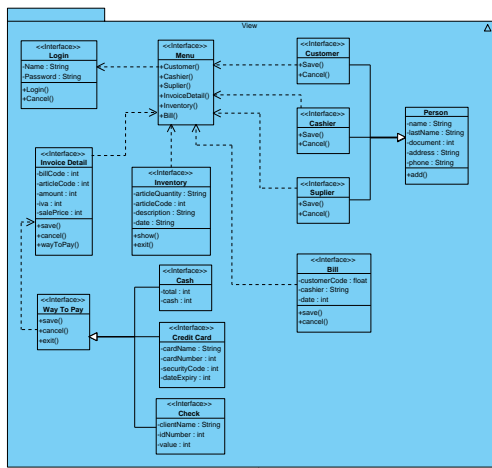 View
<<Interface>>
Login
-Name : String
-Password : String
+Login()
+Cancel()
<<Interface>>
Menu
+Customer()
+Cashier()
+Suplier()
+InvoiceDetail()
+Inventory()
+Bill()
<<Interface>>
Customer
+Save()
+Cancel()
<<Interface>>
Cashier
+Save()
+Cancel()
Person
-name : String
-lastName : String
-document : int
-address : String
-phone : String
+add()
<<Interface>>
Invoice Detail
-billCode : int
-articleCode : int
-amount : int
-iva : int
-salePrice : int
+save()
+cancel()
+wayToPay()
<<Interface>>
Inventory
-articleQuantity : String
-articleCode : int
-description : String
-date : String
+show()
+exit()
<<Interface>>
Suplier
+Save()
+Cancel()
<<Interface>>
Bill
-customerCode : float
-cashier : String
-date : int
+save()
+cancel()
<<Interface>>
Way To Pay
+save()
+cancel()
+exit()
<<Interface>>
Cash
-total : int
-cash : int
<<Interface>>
Credit Card
-cardName : String
-cardNumber : int
-securityCode : int
-dateExpiry : int
<<Interface>>
Check
-clientName : String
-idNumber : int
-value : int